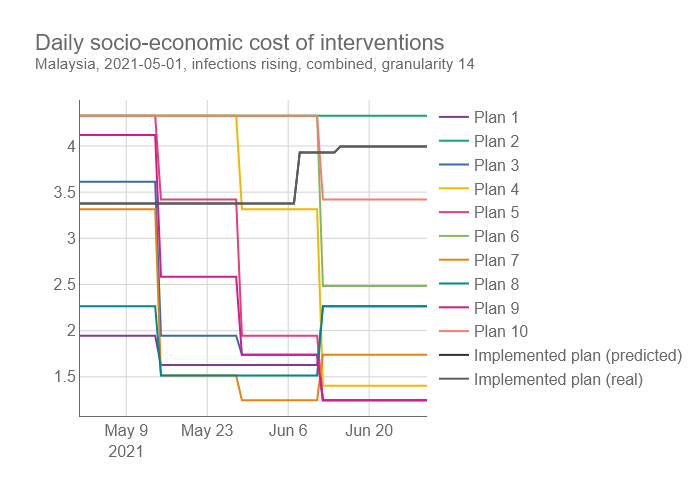 Daily socio-economic cost of interventions
Malaysia, 2021-05-01, infections rising, combined, granularity 14
4
3.5
3
2.5
2
1.5
May 9
May 23
Jun 6
Jun 20
2021
Plan 1
Plan 2
Plan 3
Plan 4
Plan 5
Plan 6
Plan 7
Plan 8
Plan 9
Plan 10
Implemented plan (predicted)
Implemented plan (real)